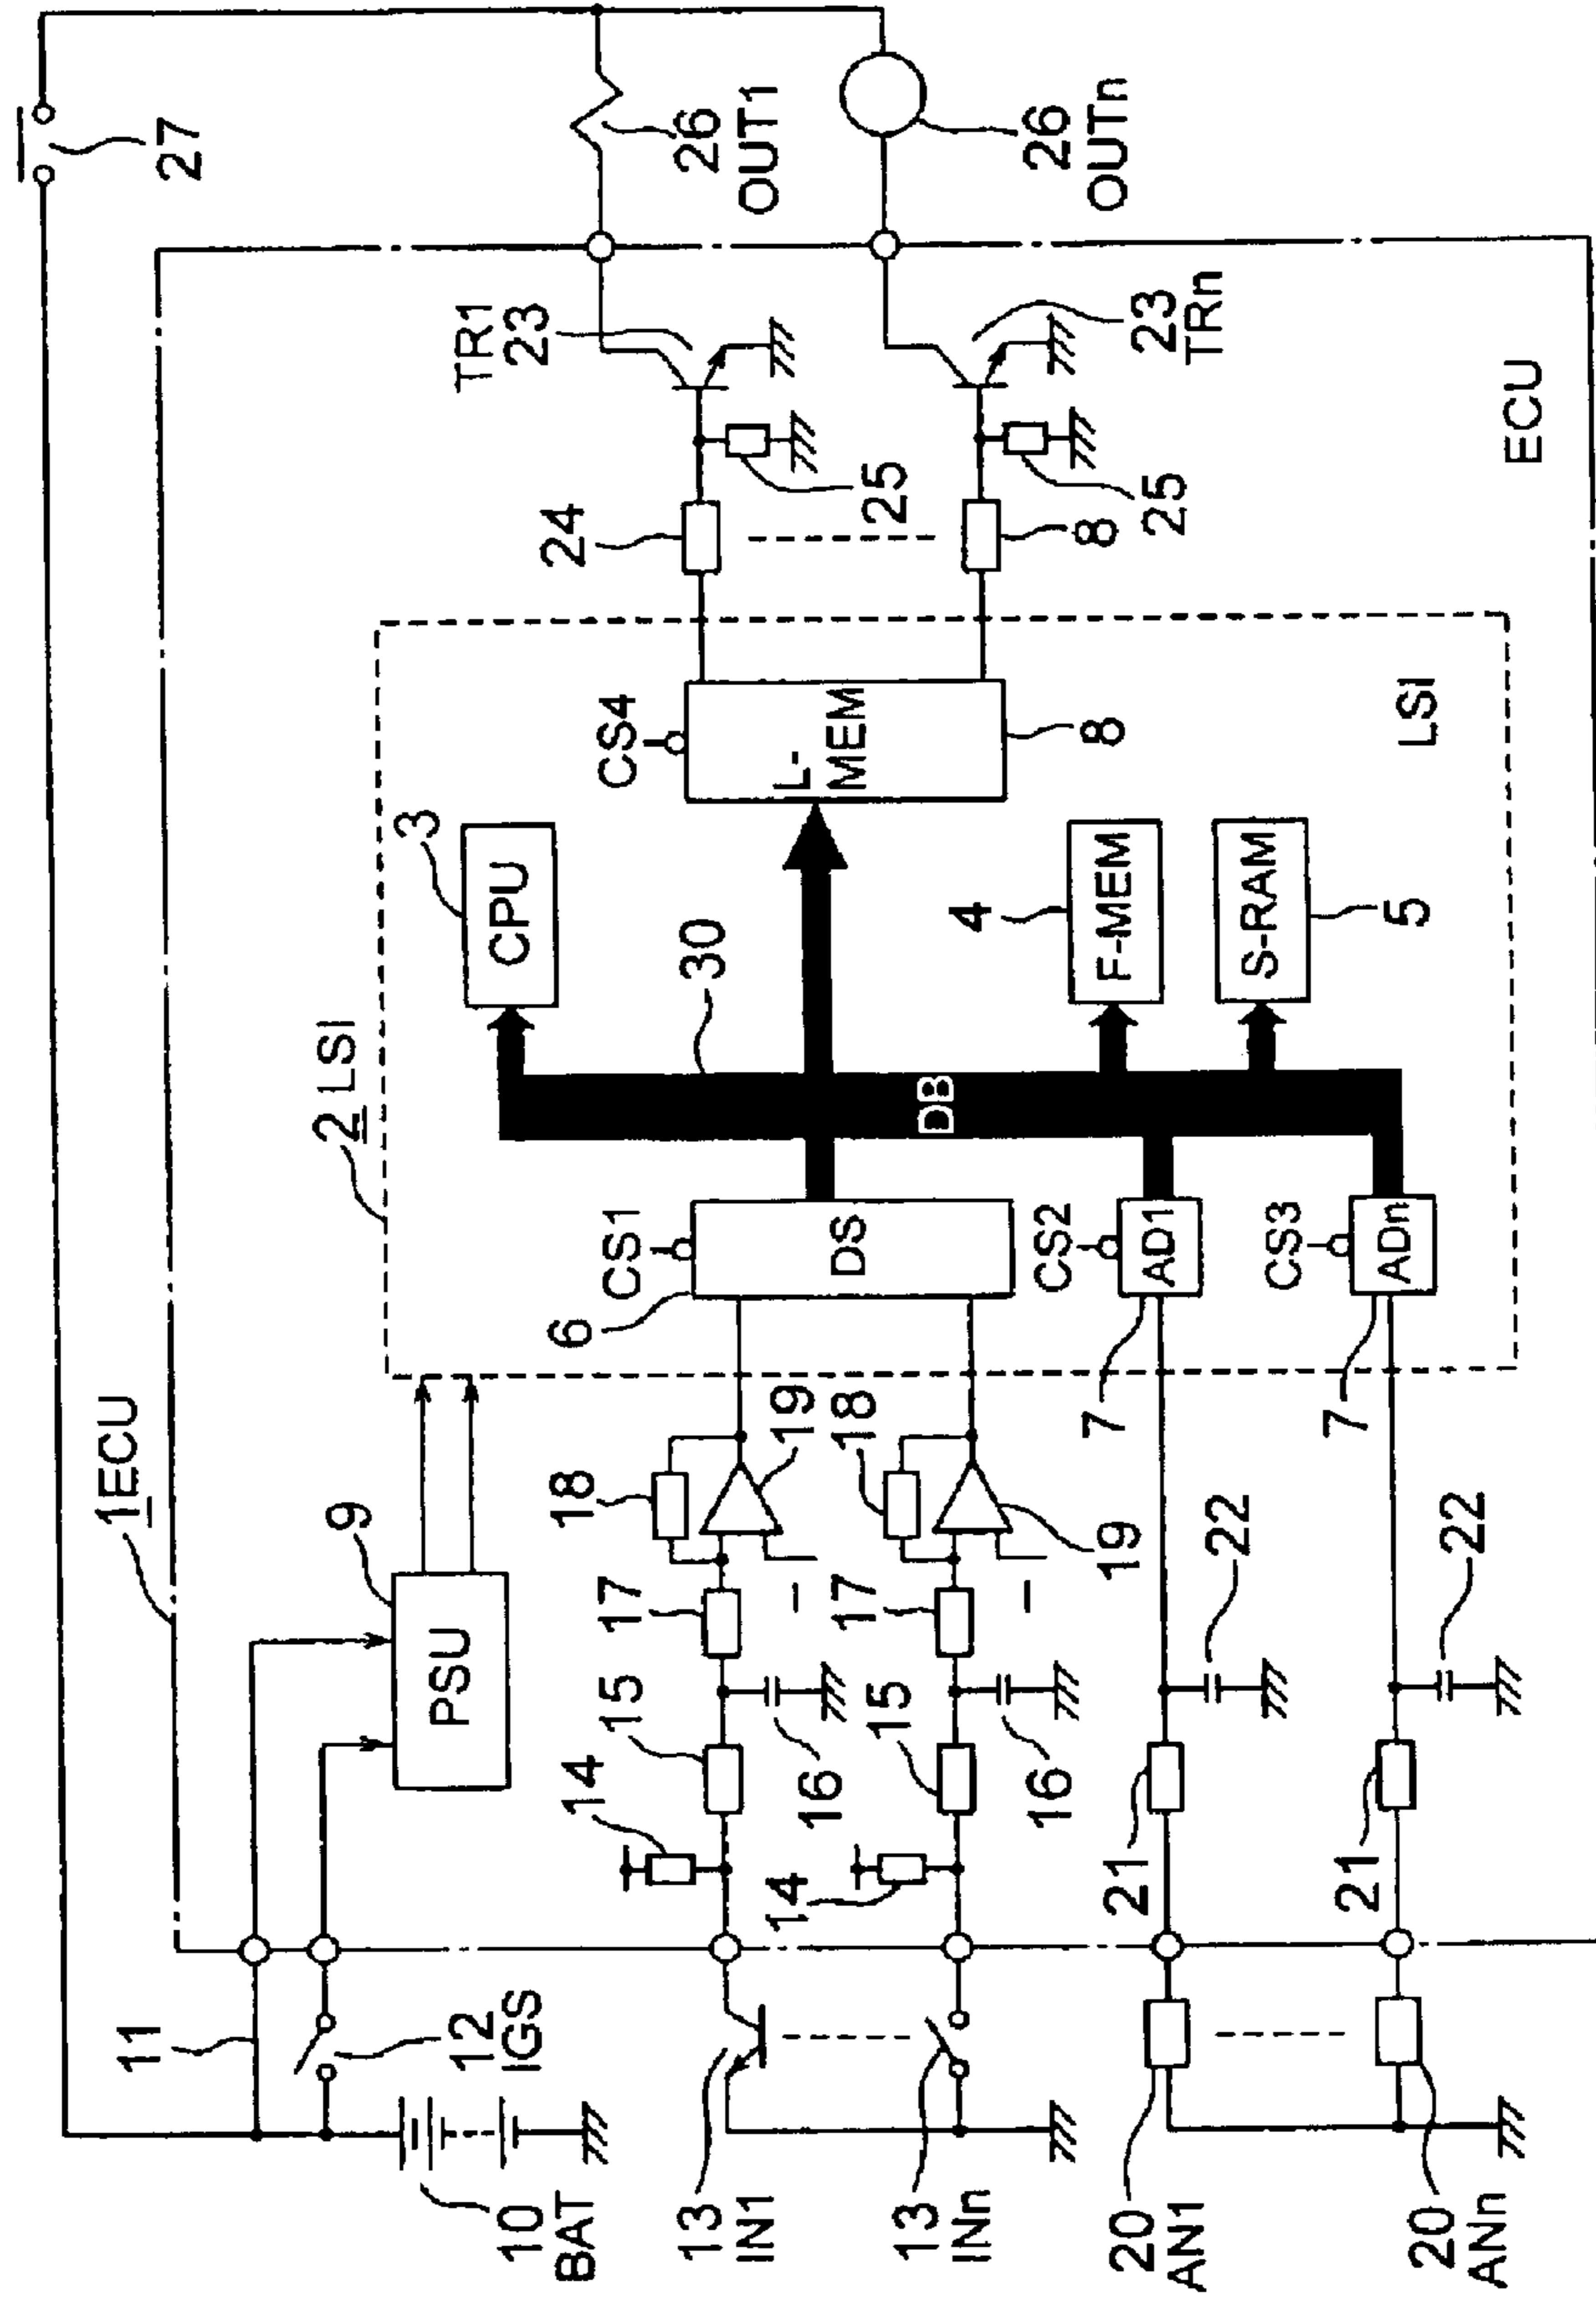 11
1ECU
27
9
2 LSI
PSU
12
IGS
10
BAT
3
CPU
TR1
23
14
15
17
18
6
CS1
CS4
30
24
26
OUT1
13
IN1
16
19
DS
L-
MEM
8
25
14
15
17
18
DB
4
F-MEM
13
INn
16
19
CS2
AD1
7
8
25
23
TRn
26
OUTn
20
AN1
21
22
CS3
ADn
7
S-RAM
5
LSI
20
ANn
21
22
ECU